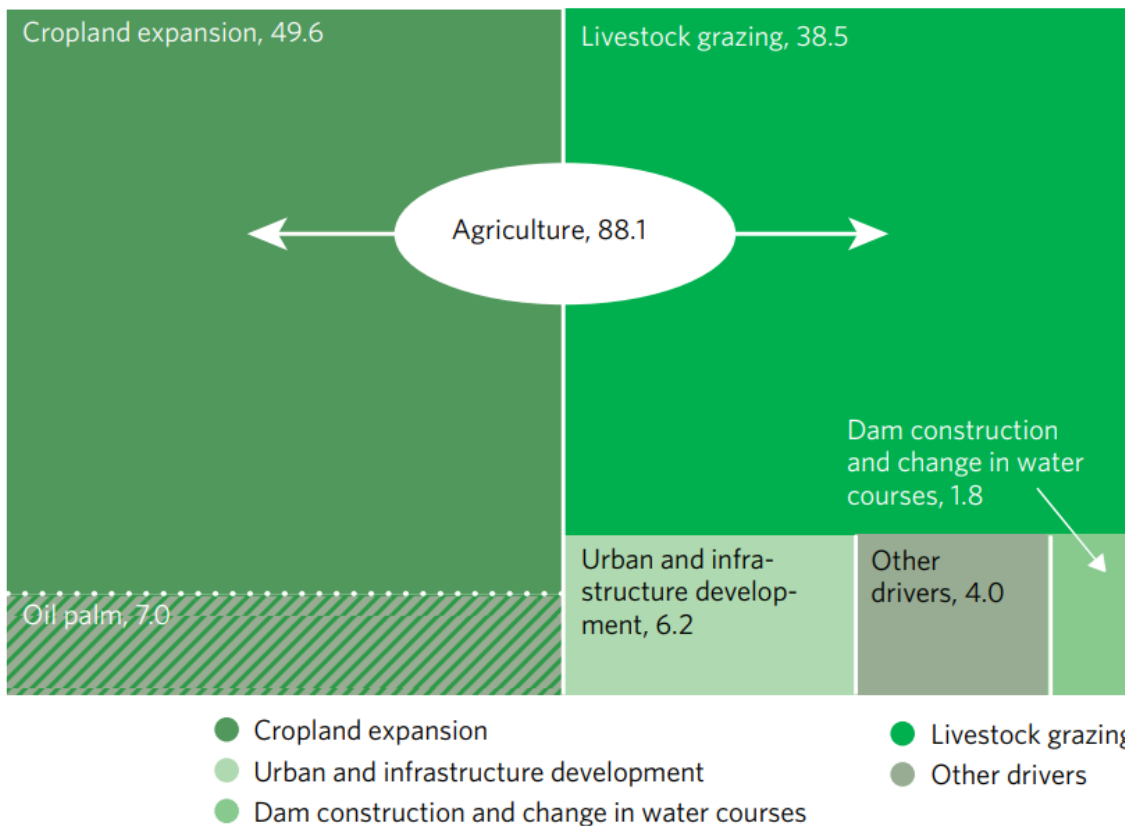 Cropland expansion, 49.6
Livestock grazing, 38.5
Agriculture, 88.1
Dam construction
and change in water
courses, 1.8
Oil palm, 7.0
Urban and infra-
structure develop-
ment, 6.2
Other
drivers, 4.0
Cropland expansion
Urban and infrastructure development
Dam construction and change in water courses
Livestock grazing
Other drivers